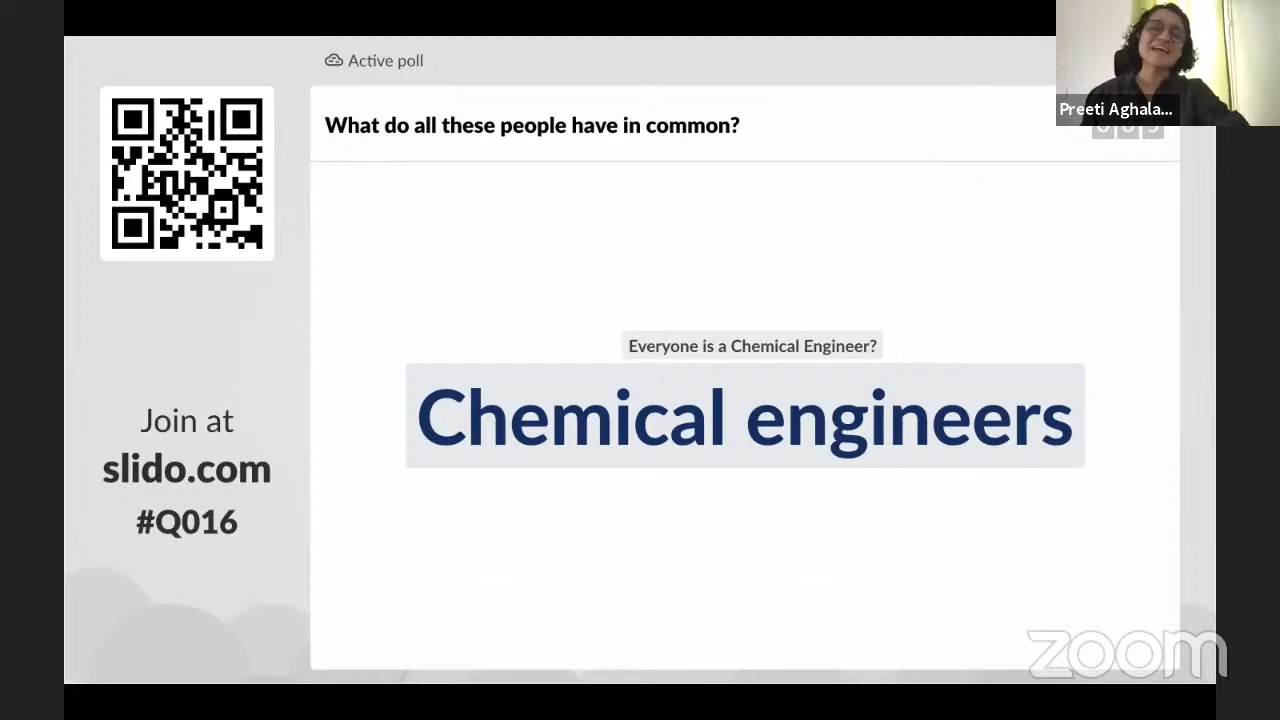 Active poll
Preeti Aghala...
What do all these people have in common?
Everyone is a Chemical Engineer?
Chemical engineers
Join at
slido.com
#Q016
zoom